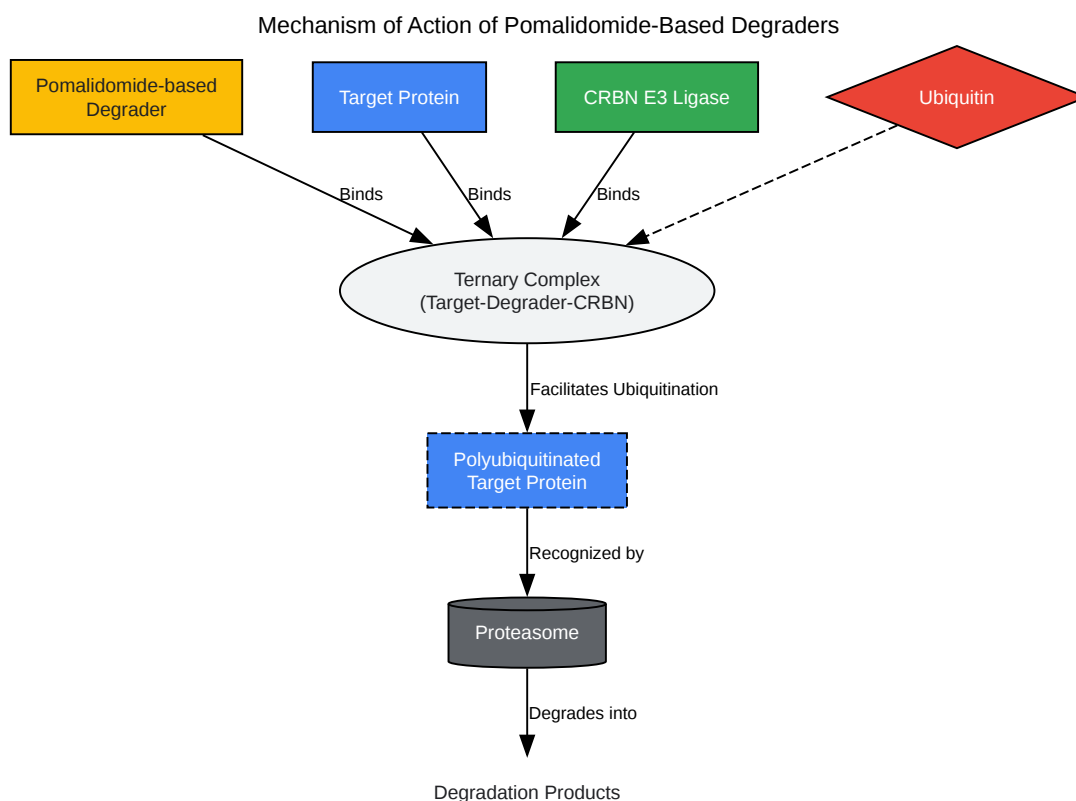 Mechanism of Action of Pomalidomide-Based Degraders
Pomalidomide-based
Degrader
Target Protein
CRBN E3 Ligase
Ubiquitin
Binds
Binds
Binds
Ternary Complex
(Target-Degrader-CRBN)
Facilitates Ubiquitination
Polyubiquitinated
Target Protein
Recognized by
Proteasome
Degrades into
Degradation Products